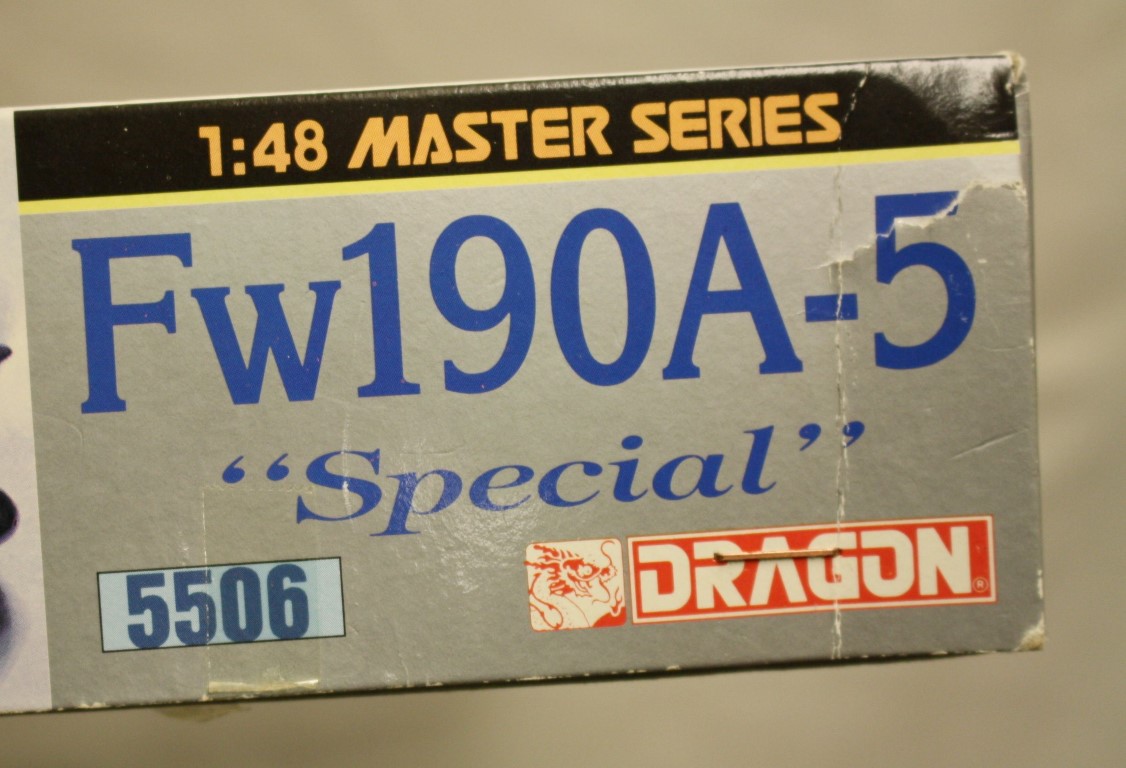 1:48 MASTER SERIES
Fw190A-5
“Special”
5506
DRAGON®